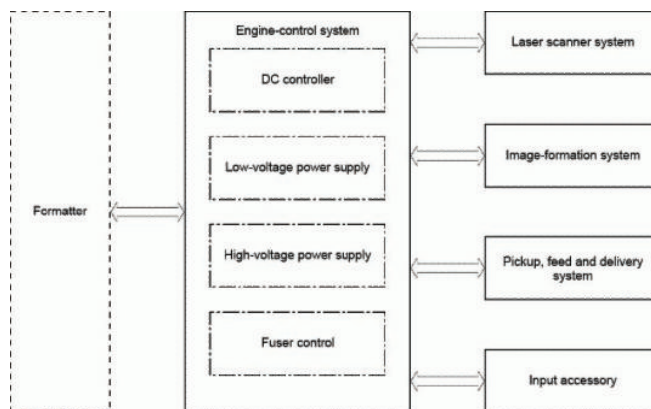 Formatter
Engine-control system
DC controller
Low-voltage power supply
High-voltage power supply
Fuser control
Laser scanner system
Image-formation system
Pickup, feed and delivery
system
Input accessory